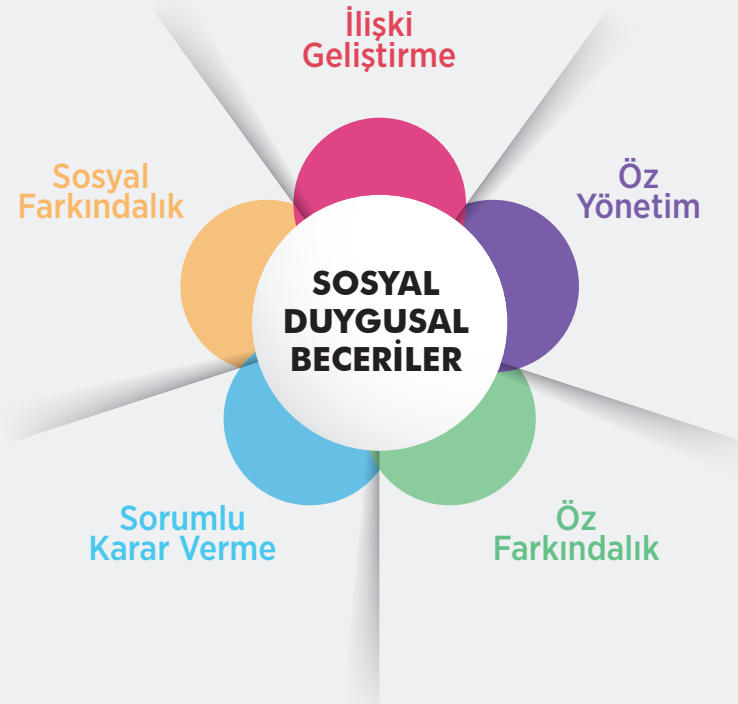 İlişki
Geliştirme
Sosyal
Farkındalık
Öz
Yönetim
SOSYAL
DUYGUSAL
BECERİLER
Sorumlu
Karar Verme
Öz
Farkındalık